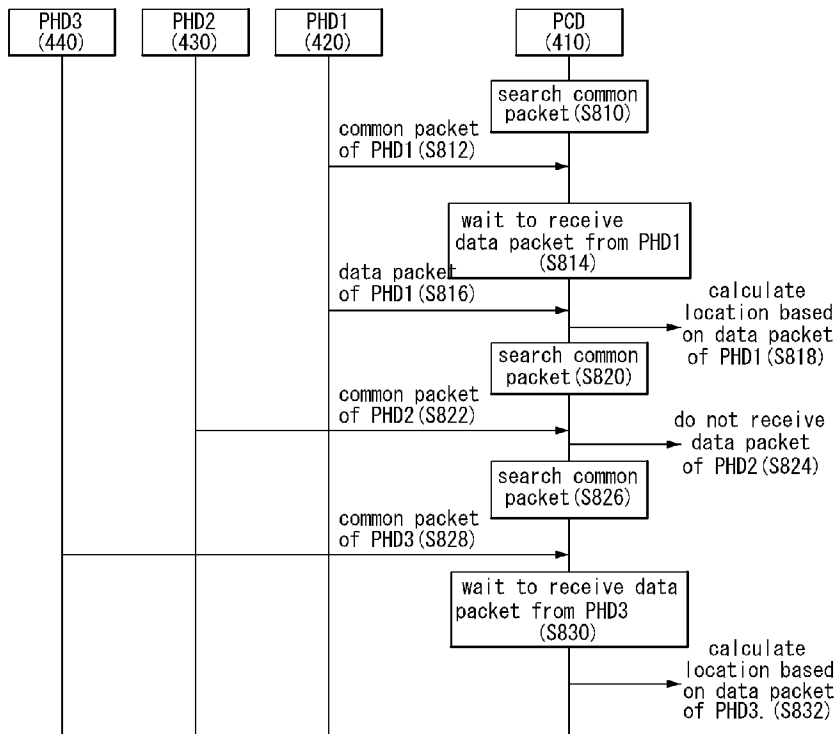 PHD3
(440)
PHD2
(430)
PHD1
(420)
PCD
(410)
search common
packet(S810)
common packet
of PHD1(S812)
wait to receive
data packet from PHD1
(S814)
data packet
of PHD1(S816)
calculate
location based
on data packet
of PHD1(S818)
search common
packet(S820)
common packet
of PHD2(S822)
do not receive
data packet
of PHD2(S824)
search common
packet(S826)
common packet
of PHD3(S828)
wait to receive data
packet from PHD3
(S830)
calculate
location based
on data packet
of PHD3.(S832)